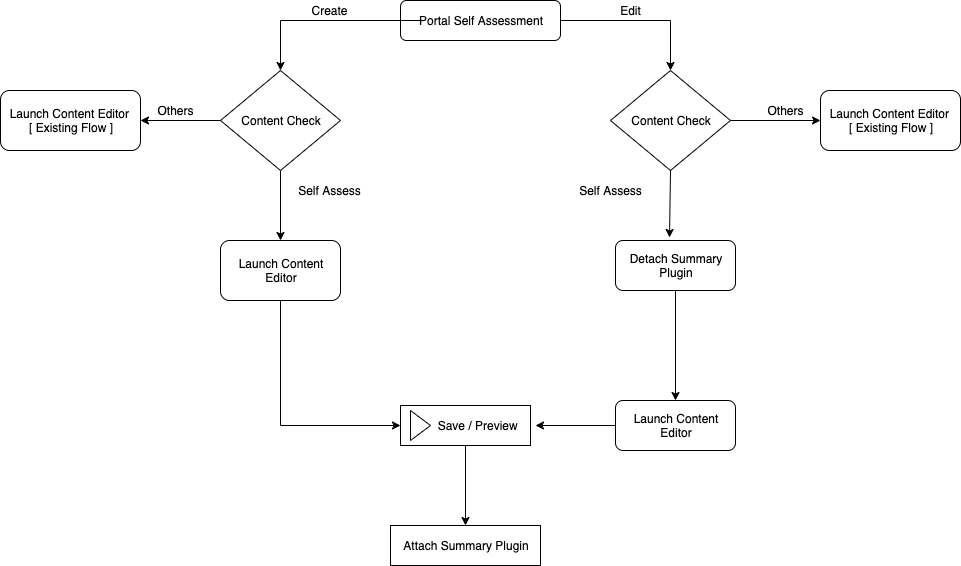 Create
Portal Self Assessment
Edit
Launch Content Editor
[ Existing Flow ]
Others
Content Check
Content Check
Others
Launch Content Editor
[ Existing Flow ]
Self Assess
Self Assess
Launch Content
Editor
Detach Summary
Plugin
Save / Preview
Launch Content
Editor
Attach Summary Plugin